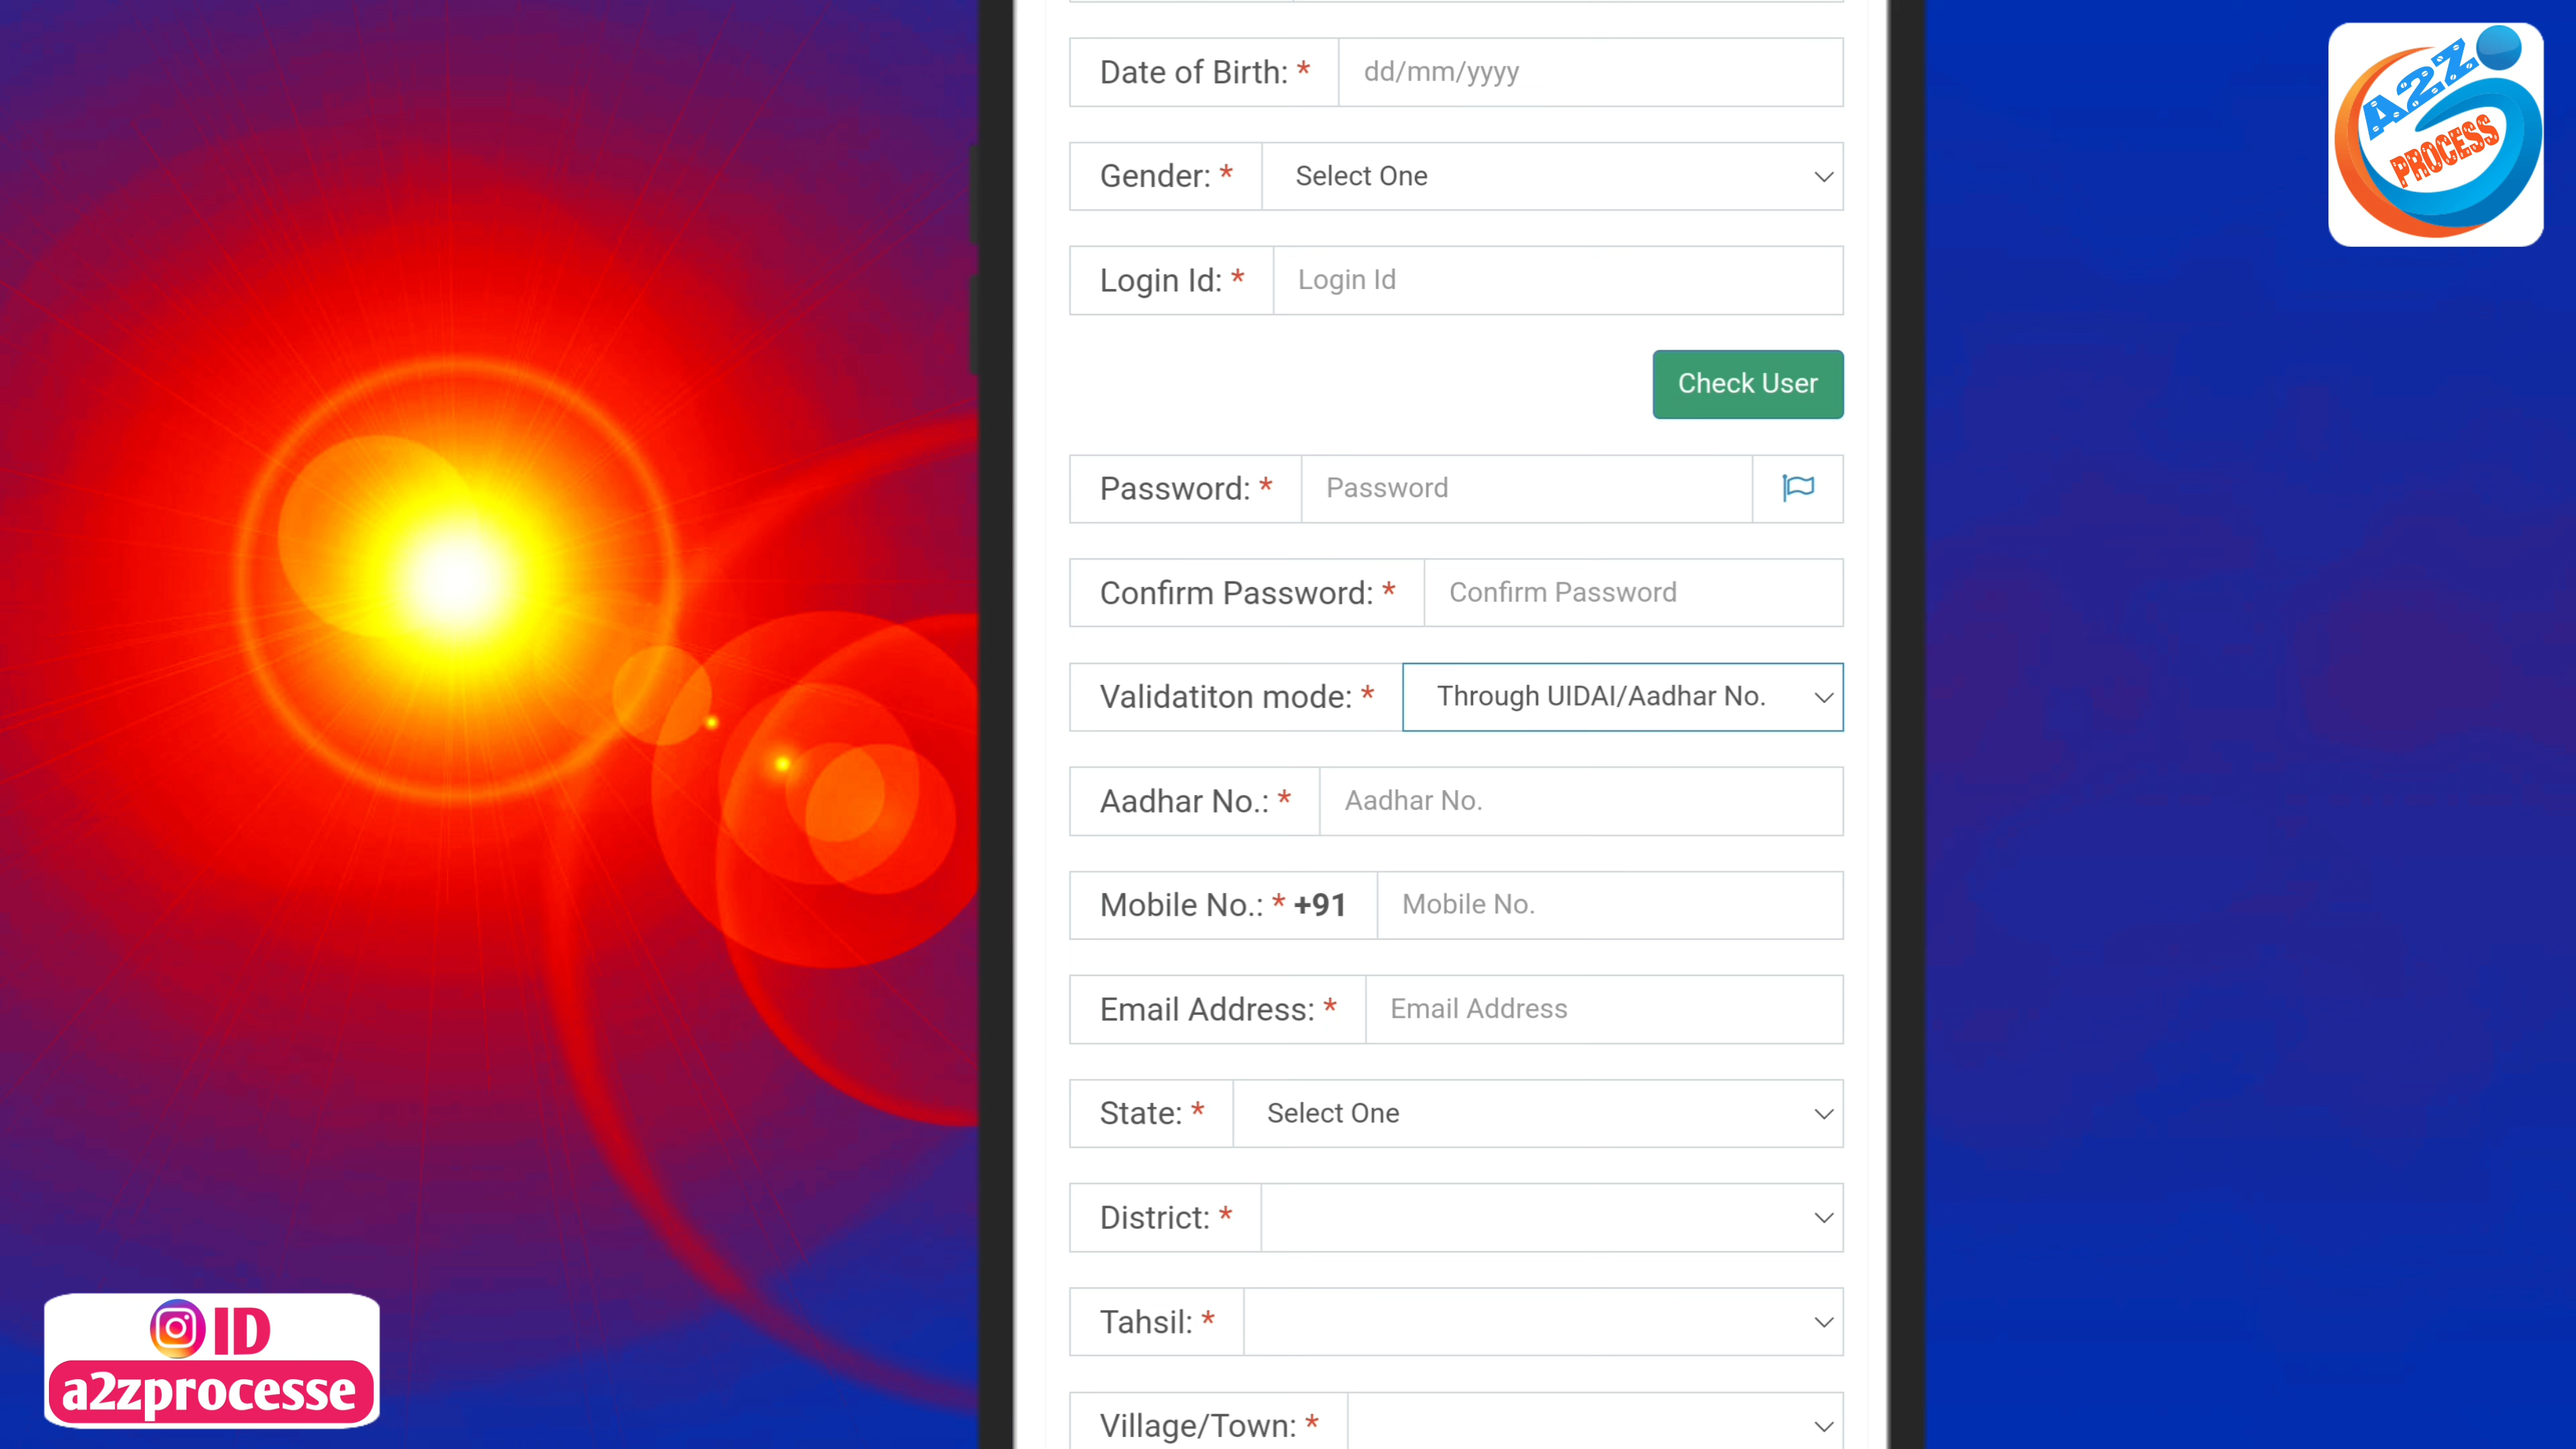 Date of Birth: * dd/mm/yyyy
Gender: * Select One
Login Id: * Login Id
Check User
Password: * Password
Confirm Password: * Confirm Password
Validatiton mode: * Through UIDAI/Aadhar No.
Aadhar No.: * Aadhar No.
Mobile No.: * +91 Mobile No.
Email Address: * Email Address
State: * Select One
District: *
Tahsil: *
Village/Town: *
A2Z
PROCESS
ID
a2zprocesse